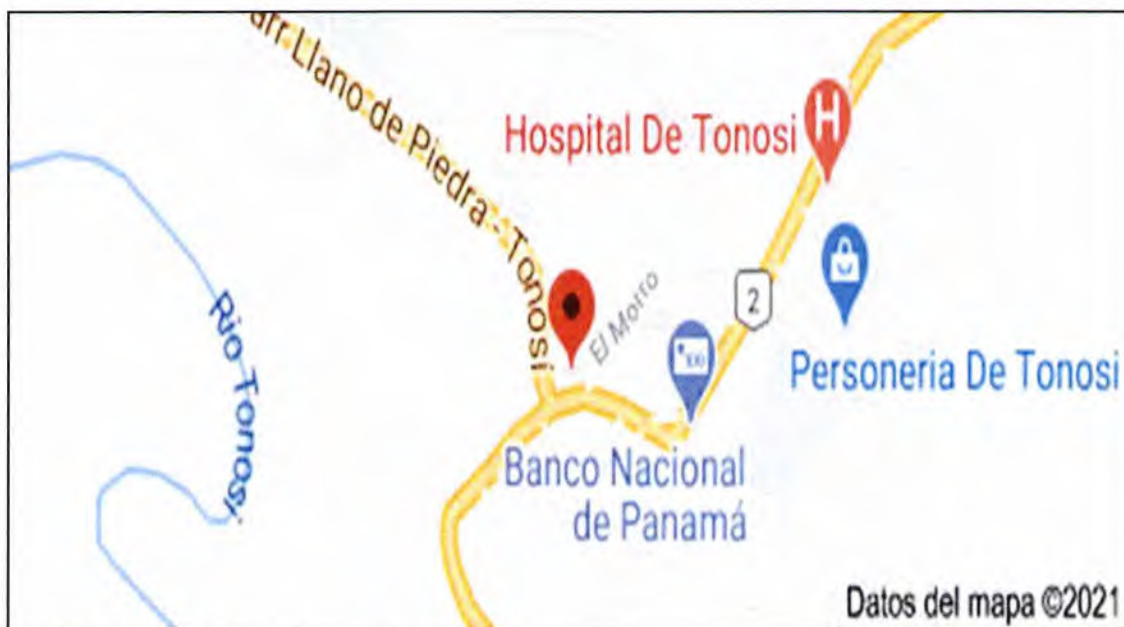 arr Llano de Piedra - Tonosí
Hospital De Tonosi
H
2
El Morro
Personeria De Tonosi
Rio Tonosi
Banco Nacional
de Panamá
Datos del mapa ©2021